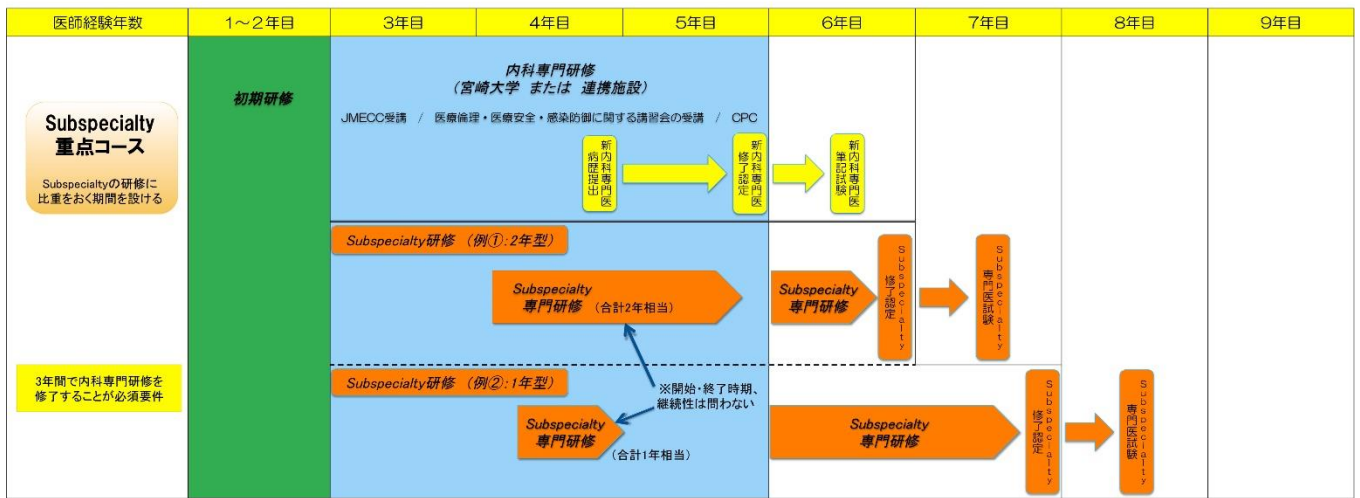 医師経験年数
1～2年目
3年目
4年目
5年目
6年目
7年目
8年目
9年目
Subspecialty
重点コース
Subspecialtyの研修に
比重をおく期間を設ける
初期研修
内科専門研修
(宮崎大学 または 連携施設)
JMECC受講 / 医療倫理・医療安全・感染防御に関する講習会の受講 / CPC
新内科専門医
病歴提出
新内科専門医
修了認定
新内科専門医
筆記試験
Subspecialty研修 (例①:2年型)
Subspecialty
専門研修 (合計2年相当)
Subspecialty
専門研修
Subspecialty
修了認定
Subspecialty
専門医試験
3年間で内科専門研修を
修了することが必須要件
Subspecialty研修 (例②:1年型)
※開始・終了時期、
継続性は問わない
Subspecialty
専門研修
(合計1年相当)
Subspecialty
専門研修
Subspecialty
修了認定
Subspecialty
専門医試験